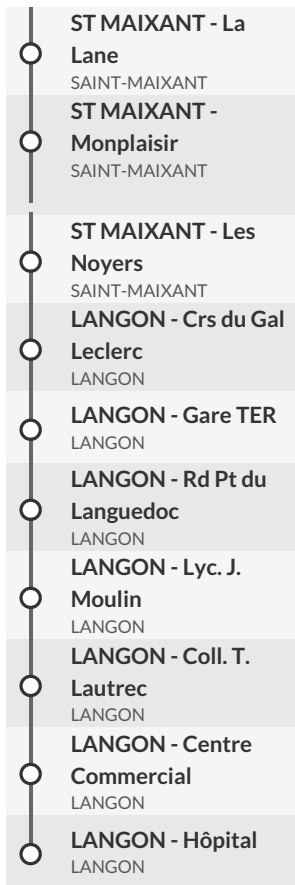 ST MAIXANT - La
Lane
SAINT-MAIXANT
ST MAIXANT -
Monplaisir
SAINT-MAIXANT
ST MAIXANT - Les
Noyers
SAINT-MAIXANT
LANGON - Crs du Gal
Leclerc
LANGON
LANGON - Gare TER
LANGON
LANGON - Rd Pt du
Languedoc
LANGON
LANGON - Lyc. J.
Moulin
LANGON
LANGON - Coll. T.
Lautrec
LANGON
LANGON - Centre
Commercial
LANGON
LANGON - Hôpital
LANGON